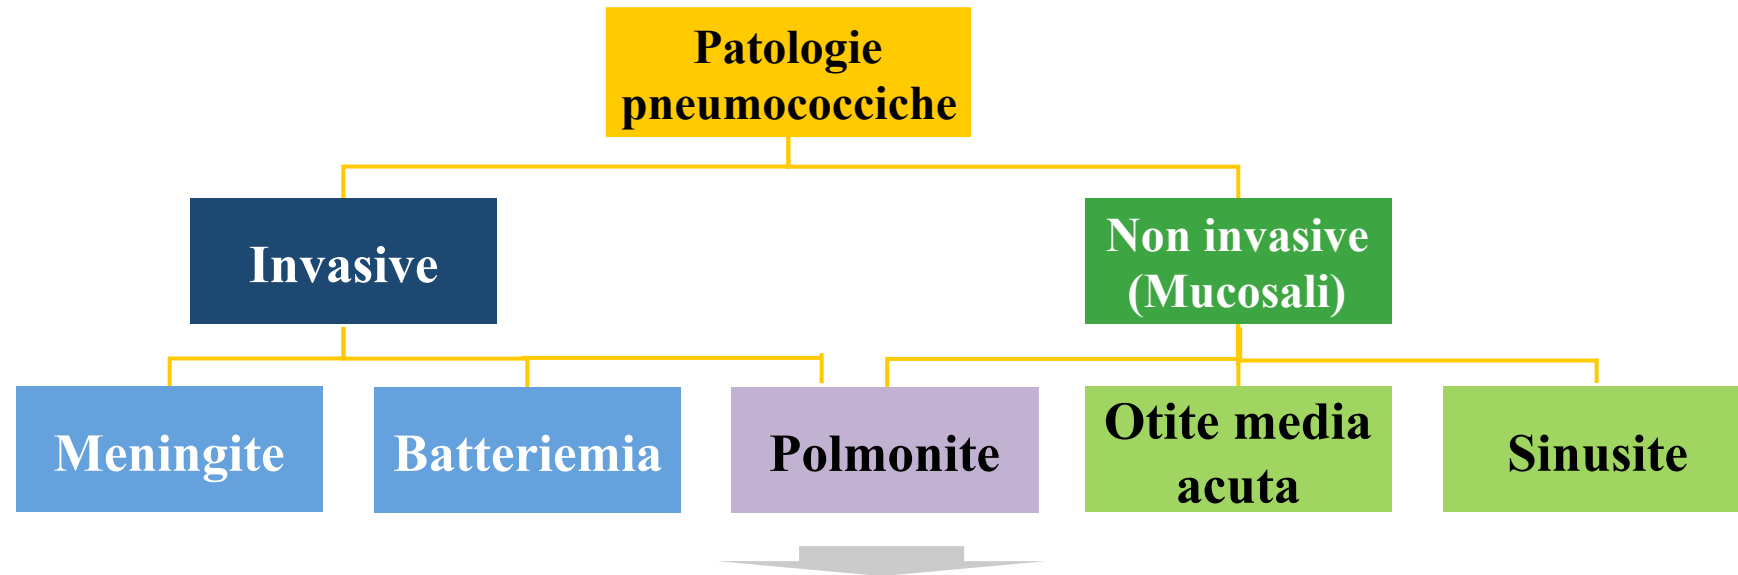 Patologie
pneumococciche
Invasive
Non invasive
(Mucosali)
Meningite
Batteriemia
Polmonite
Otite media
acuta
Sinusite